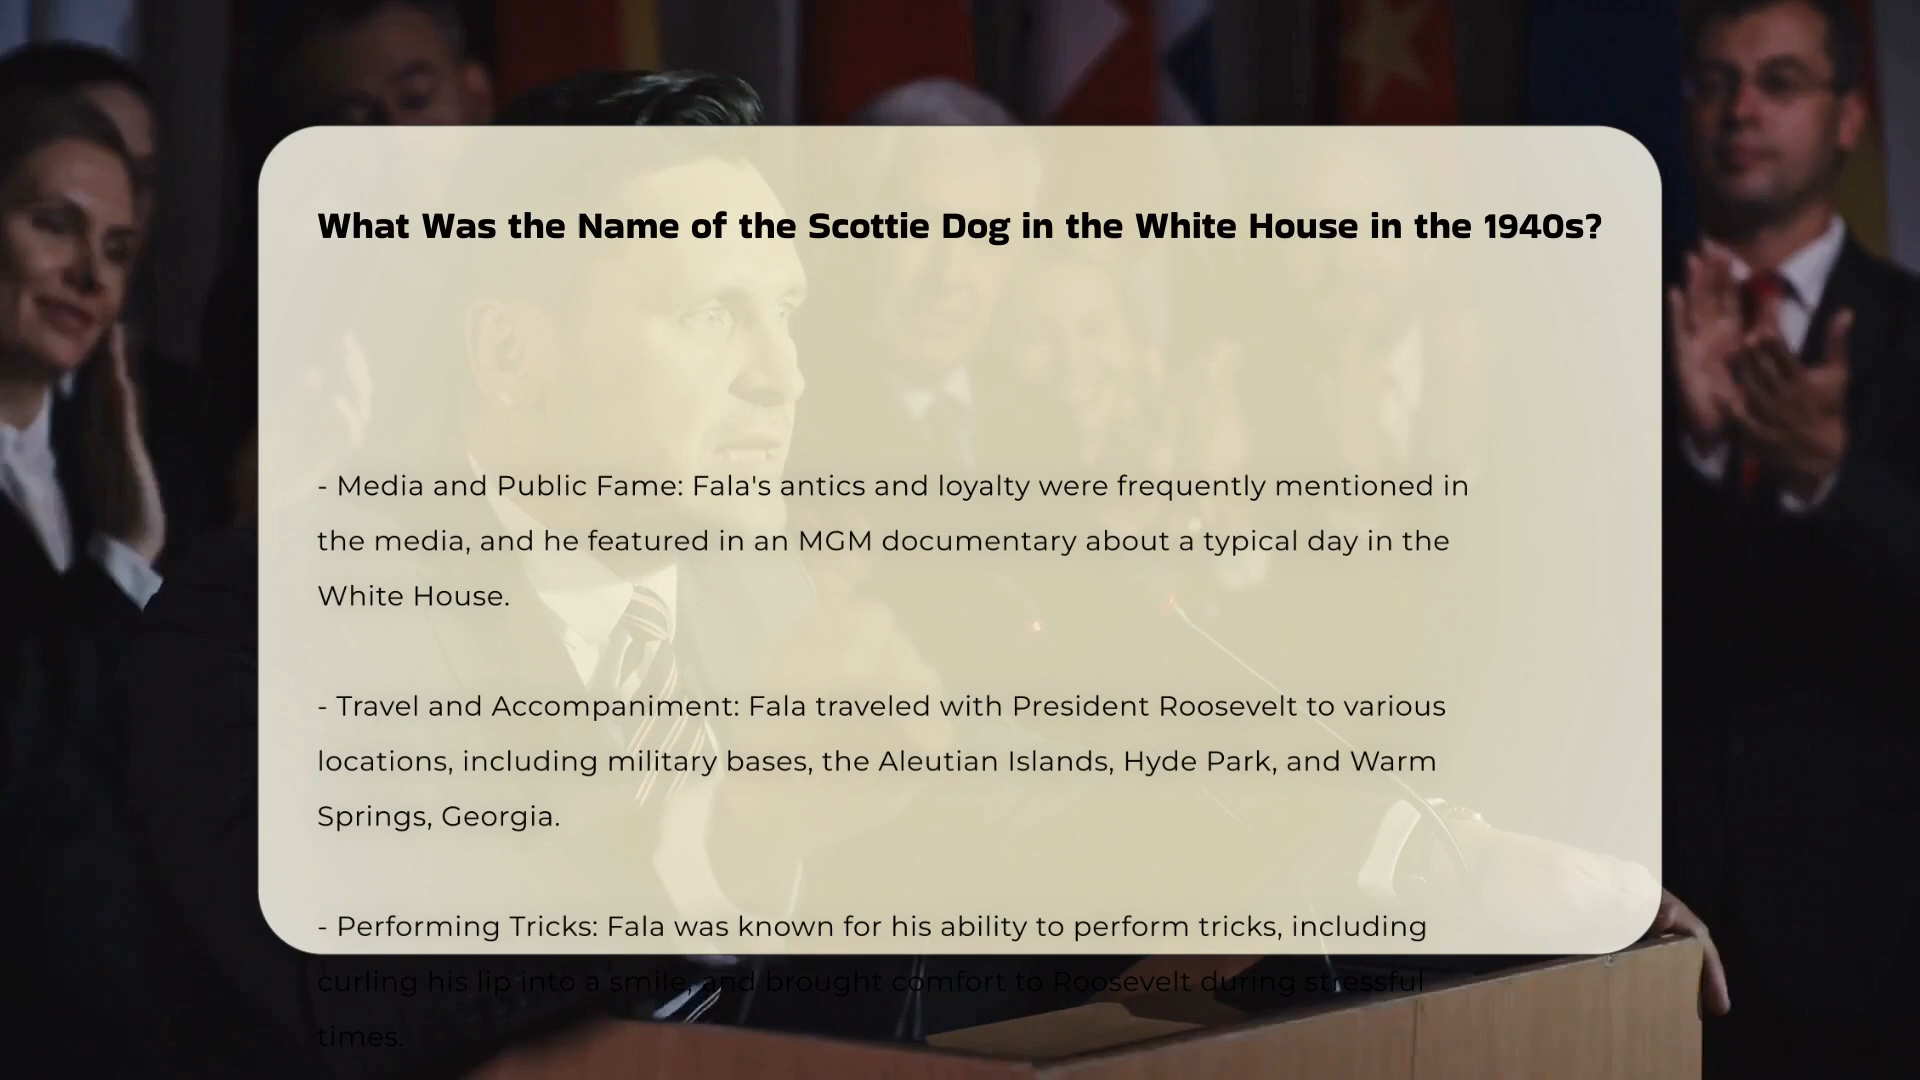 What Was the Name of the Scottie Dog in the White House in the 1940s?
- Media and Public Fame: Fala's antics and loyalty were frequently mentioned in
the media, and he featured in an MGM documentary about a typical day in the
White House.
- Travel and Accompaniment: Fala traveled with President Roosevelt to various
locations, including military bases, the Aleutian Islands, Hyde Park, and Warm
Springs, Georgia.
- Performing Tricks: Fala was known for his ability to perform tricks, including
curling his lip into a smile, and brought comfort to Roosevelt during stressful
times.